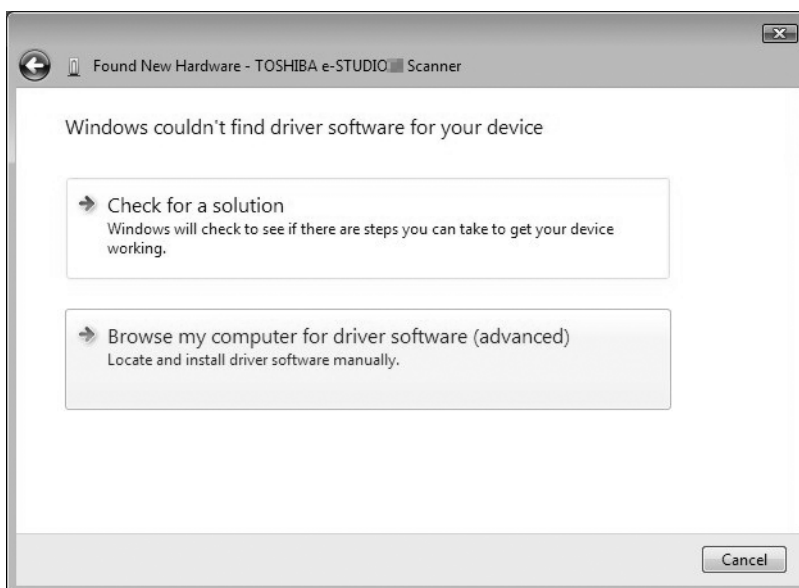 Found New Hardware - TOSHIBA e-STUDIO Scanner
Windows couldn't find driver software for your device
Check for a solution
Windows will check to see if there are steps you can take to get your device
working.
Browse my computer for driver software (advanced)
Locate and install driver software manually.
Cancel